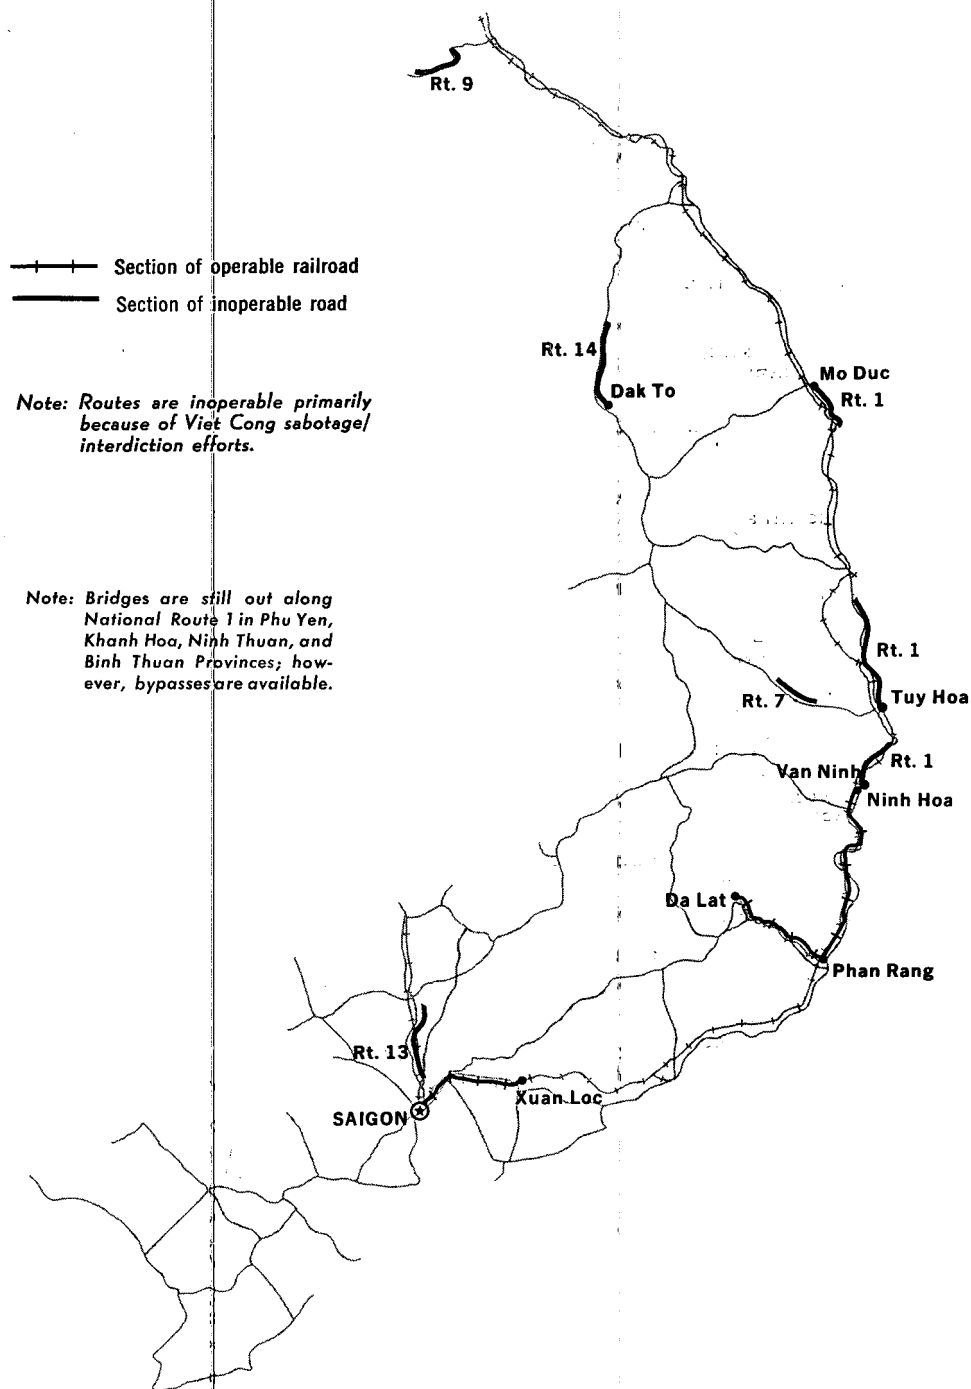 Rt. 9
Section of operable railroad
Section of inoperable road
Rt. 14
Mo Duc
Dak To
Rt. 1
Note: Routes are inoperable primarily
because of Viet Cong sabotage/
interdiction efforts.
Note: Bridges are still out along
National Route 1 in Phu Yen,
Khanh Hoa, Ninh Thuan, and
Binh Thuan Provinces; how-
ever, bypasses are available.
Rt. 1
Rt. 7
Tuy Hoa
Rt. 1
Van Ninh
Ninh Hoa
Da Lat
Phan Rang
Rt. 13
Xuan Loc
SAIGON